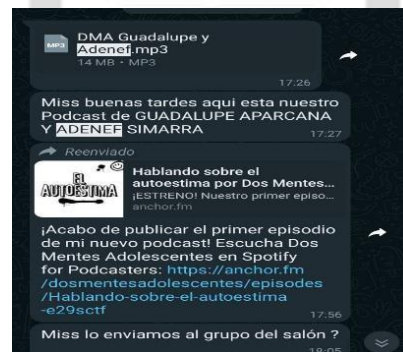 DMA Guadalupe y
Adenef.mp3
MP3
14 MB • MP3
17:26
Miss buenas tardes aqui esta nuestro
Podcast de GUADALUPE APARCANA
Y ADENEF SIMARRA
17:27
Reenviado
EL
AUTOESTIMA
Hablando sobre el
autoestima por Dos Mentes...
¡ESTRENO! Nuestro primer episo...
anchor.fm
¡Acabo de publicar el primer episodio
de mi nuevo podcast! Escucha Dos
Mentes Adolescentes en Spotify
for Podcasters: https://anchor.fm
/dosmentesadolescentes/episodes
/Hablando-sobre-el-autoestima
-e29sctf
17:56
Miss lo enviamos al grupo del salón ?
18:05